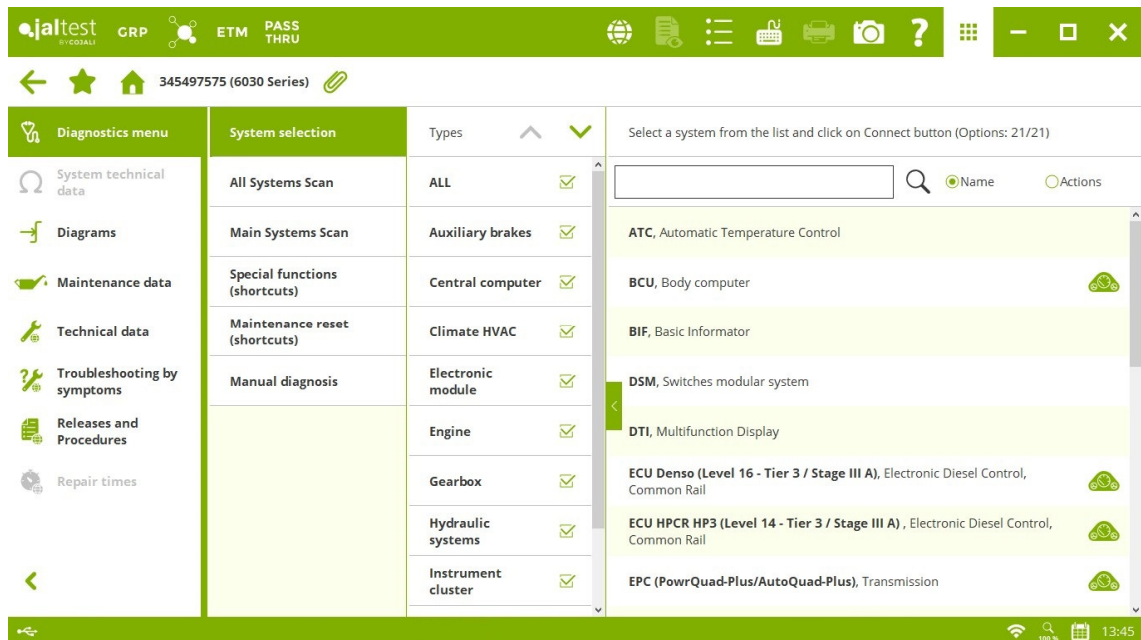 jaltest
BY COJALI
GRP
ETM
PASS
THRU
345497575 (6030 Series)
Diagnostics menu
System technical
data
Diagrams
Maintenance data
Technical data
Troubleshooting by
symptoms
Releases and
Procedures
Repair times
System selection
All Systems Scan
Main Systems Scan
Special functions
(shortcuts)
Maintenance reset
(shortcuts)
Manual diagnosis
Types
ALL
Auxiliary brakes
Central computer
Climate HVAC
Electronic
module
Engine
Gearbox
Hydraulic
systems
Instrument
cluster
Select a system from the list and click on Connect button (Options: 21/21)
Name
Actions
ATC, Automatic Temperature Control
BCU, Body computer
BIF, Basic Informator
DSM, Switches modular system
DTI, Multifunction Display
ECU Denso (Level 16 - Tier 3 / Stage III A), Electronic Diesel Control,
Common Rail
ECU HPCR HP3 (Level 14 - Tier 3 / Stage III A) , Electronic Diesel Control,
Common Rail
EPC (PowrQuad-Plus/AutoQuad-Plus), Transmission
100 %
13:45